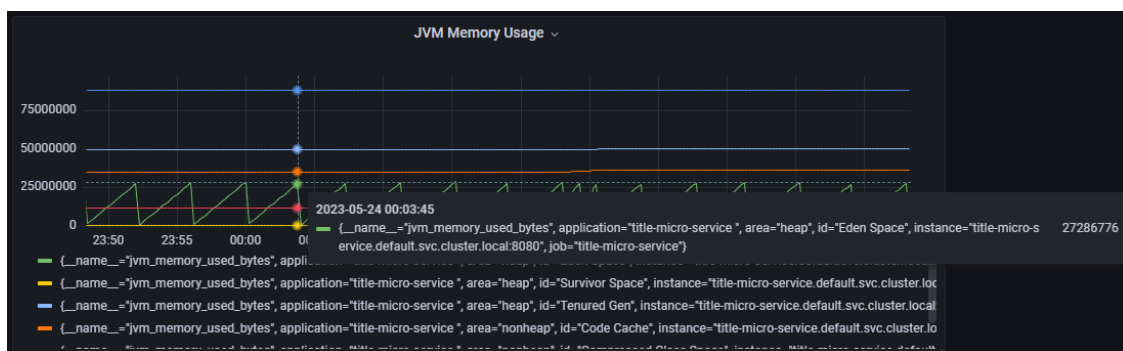 JVM Memory Usage
75000000
50000000
25000000
0
23:50 23:55 00:00
2023-05-24 00:03:45
{__name__="jvm_memory_used_bytes", application="title-micro-service ", area="heap", id="Eden Space", instance="title-micro-s 27286776
ervice.default.svc.cluster.local:8080", job="title-micro-service"}
{__name__="jvm_memory_used_bytes", application="title-micro-service ", area="heap", id="Survivor Space", instance="title-micro-service.default.svc.cluster.loc
{__name__="jvm_memory_used_bytes", application="title-micro-service ", area="heap", id="Tenured Gen", instance="title-micro-service.default.svc.cluster.local
{__name__="jvm_memory_used_bytes", application="title-micro-service ", area="nonheap", id="Code Cache", instance="title-micro-service.default.svc.cluster.lo